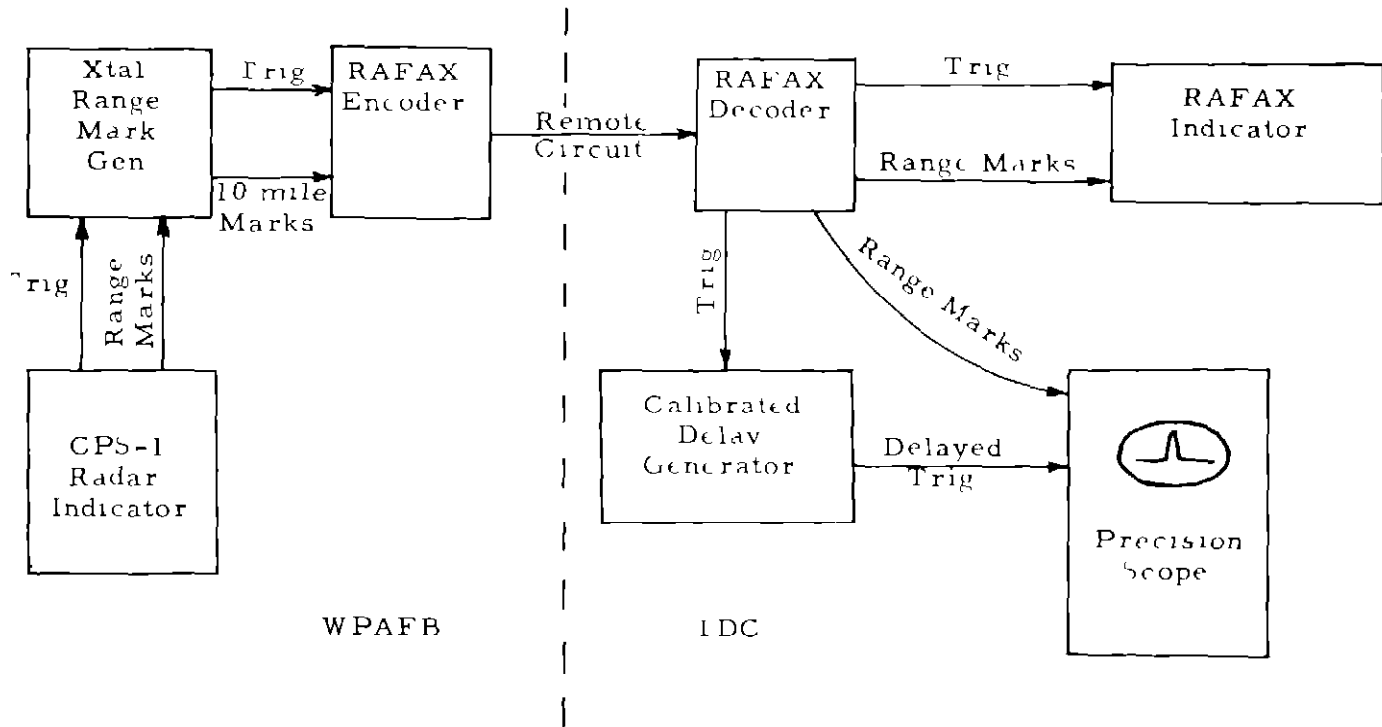 Xtal
Range
Mark
Gen
Trig
10 mile
Marks
RAFAX
Encoder
Remote
Circuit
RAFAX
Decoder
Trig
Range Marks
RAFAX
Indicator
Trig
Range
Marks
Trig
Range Marks
CPS-1
Radar
Indicator
Calibrated
Delay
Generator
Delayed
Trig
Precision
Scope
WPAFB